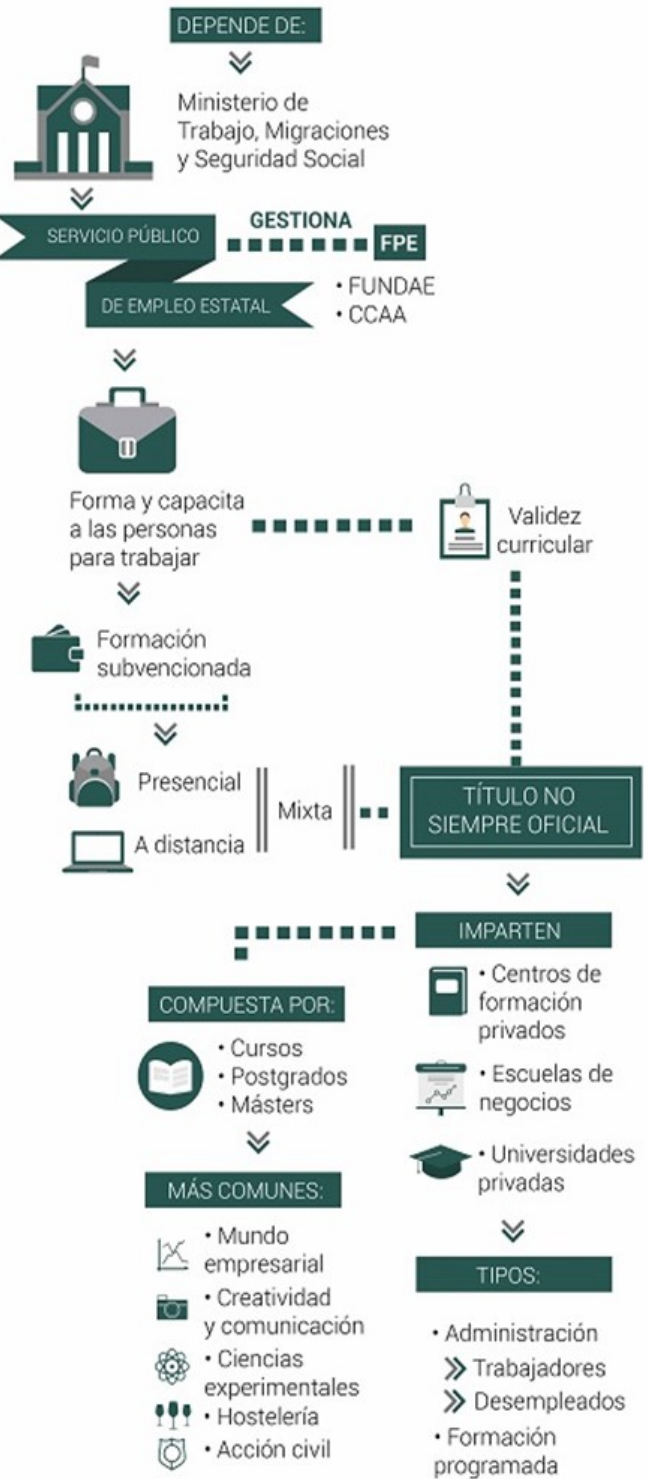 DEPENDE DE:
Ministerio de
Trabajo, Migraciones
y Seguridad Social
SERVICIO PÚBLICO
DE EMPLEO ESTATAL
GESTIONA
FPE
• FUNDAE
• CCAA
Forma y capacita
a las personas
para trabajar
Validez
curricular
Formación
subvencionada
Presencial
A distancia
Mixta
TÍTULO NO
SIEMPRE OFICIAL
IMPARTEN
• Centros de
formación
privados
• Escuelas de
negocios
• Universidades
privadas
COMPUESTA POR:
• Cursos
• Postgrados
• Másters
MÁS COMUNES:
• Mundo
empresarial
• Creatividad
y comunicación
• Ciencias
experimentales
• Hostelería
• Acción civil
TIPOS:
• Administración
Trabajadores
Desempleados
• Formación
programada